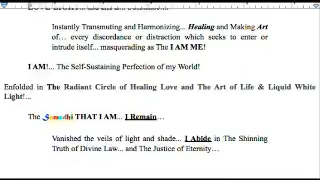 Instantly Transmuting and Harmonizing... Healing and Making Art
of… every discordance or distraction which seeks to enter or
intrude itself... masquerading as The I AM ME!
I AM!... The Self-Sustaining Perfection of my World!
Enfolded in The Radiant Circle of Healing Love and The Art of Life & Liquid White
Light!...
The Samadhi THAT I AM... I Remain…
Vanished the veils of light and shade... I Abide in The Shinning
Truth of Divine Law... and The Justice of Eternity…